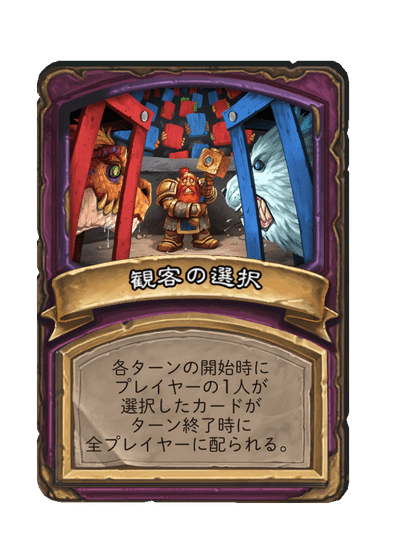 観客の選択
各ターンの開始時に
プレイヤーの1人が
選択したカードが
ターン終了時に
全プレイヤーに配られる。